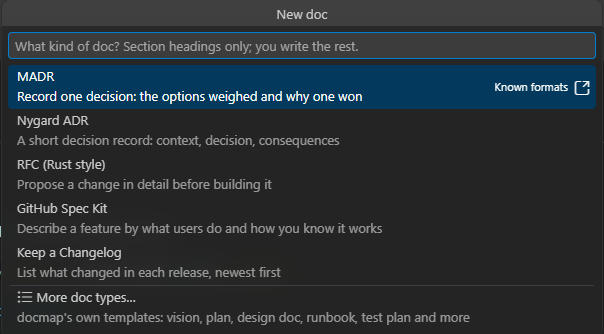 New doc
What kind of doc? Section headings only; you write the rest.
MADR
Record one decision: the options weighed and why one won
Known formats
Nygard ADR
A short decision record: context, decision, consequences
RFC (Rust style)
Propose a change in detail before building it
GitHub Spec Kit
Describe a feature by what users do and how you know it works
Keep a Changelog
List what changed in each release, newest first
More doc types...
docmap's own templates: vision, plan, design doc, runbook, test plan and more